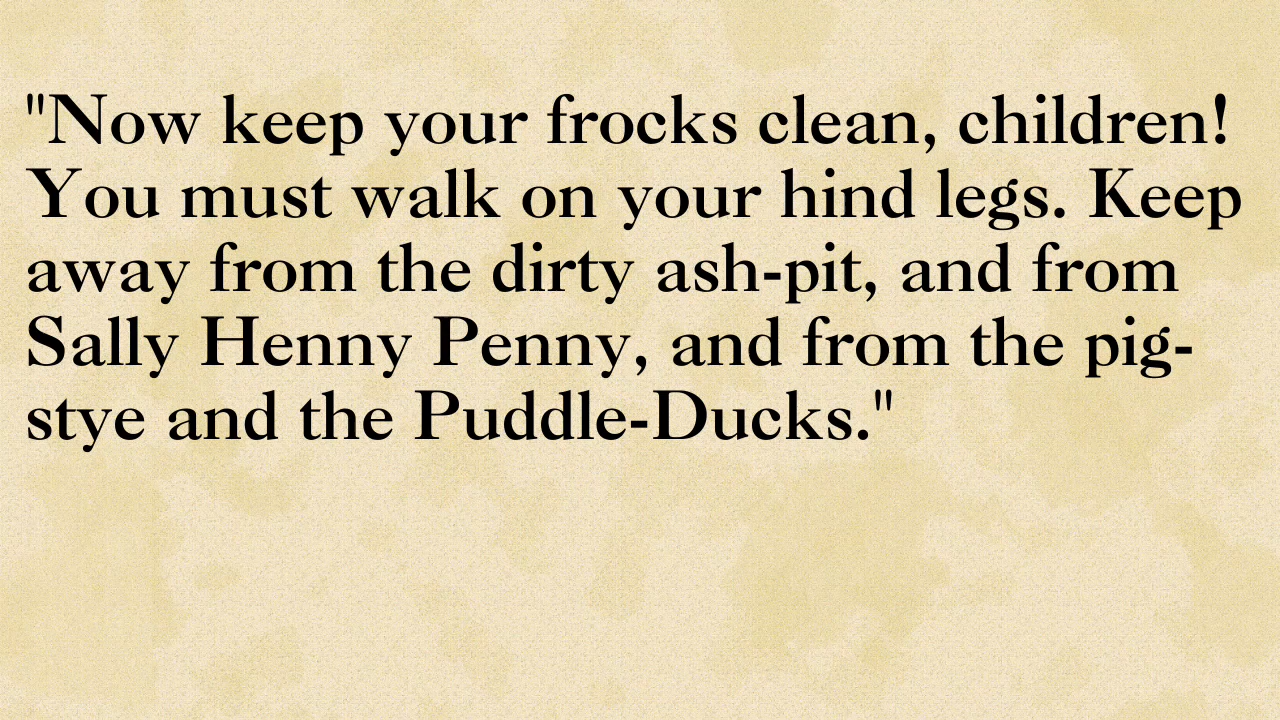 "Now keep your frocks clean, children!
You must walk on your hind legs. Keep
away from the dirty ash-pit, and from
Sally Henny Penny, and from the pig-
stye and the Puddle-Ducks."